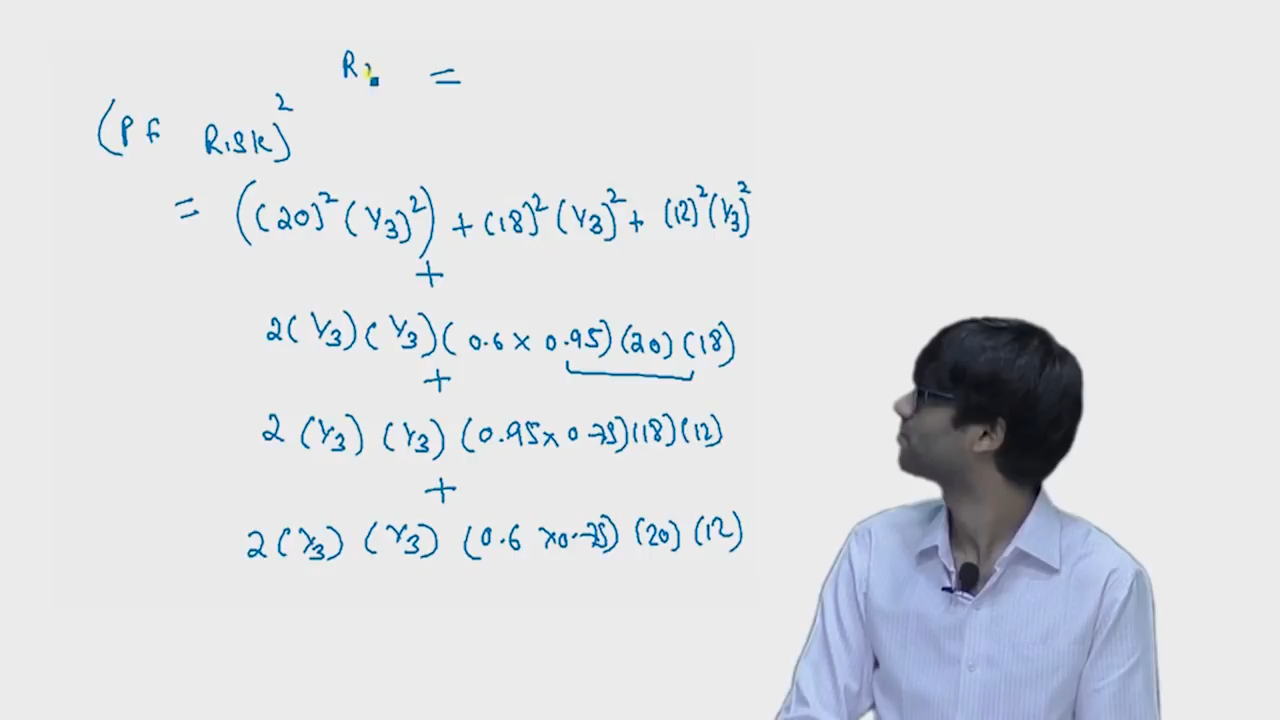 R =
(PF Risk)²
= ((20)² (1/3)²) + (18)² (1/3)² + (12)² (1/3)²
+
2(1/3)(1/3)(0.6 × 0.95)(20)(18)
+
2 (1/3) (1/3) (0.95 × 0.75)(18)(12)
+
2(1/3) (1/3) (0.6 × 0.75) (20) (12)